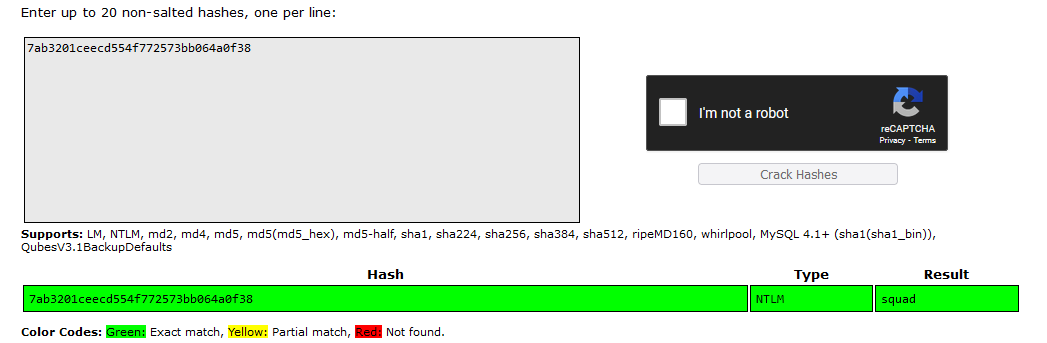 Enter up to 20 non-salted hashes, one per line:
7ab3201ceecd554f772573bb064a0f38
I'm not a robot
reCAPTCHA
Privacy - Terms
Crack Hashes
Supports: LM, NTLM, md2, md4, md5, md5(md5_hex), md5-half, sha1, sha224, sha256, sha384, sha512, ripeMD160, whirlpool, MySQL 4.1+ (sha1(sha1_bin)),
QubesV3.1BackupDefaults
Hash Type Result
7ab3201ceecd554f772573bb064a0f38 NTLM squad
Color Codes: Green: Exact match, Yellow: Partial match, Red: Not found.